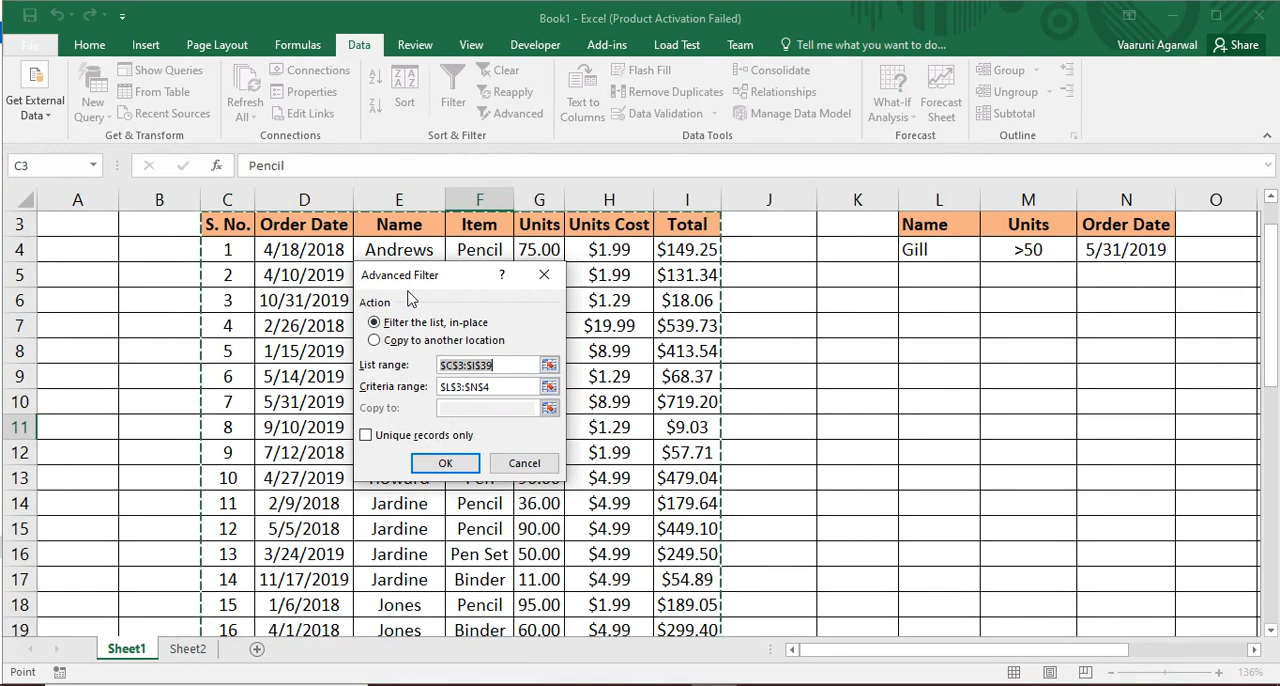 Book1 - Excel (Product Activation Failed)
File Home Insert Page Layout Formulas Data Review View Developer Add-ins Load Test Team Tell me what you want to do... Vaaruni Agarwal Share
Get External Data
New Query
Show Queries
From Table
Recent Sources
Get & Transform
Refresh All
Connections
Properties
Edit Links
Connections
Sort
Filter
Clear
Reapply
Advanced
Sort & Filter
Text to Columns
Flash Fill
Remove Duplicates
Data Validation
Consolidate
Relationships
Manage Data Model
Data Tools
What-If Analysis
Forecast Sheet
Forecast
Group
Ungroup
Subtotal
Outline
C3 fx Pencil
A B C D E F G H I J K L M N O
3 S. No. Order Date Name Item Units Units Cost Total Name Units Order Date
4 1 4/18/2018 Andrews Pencil 75.00 $1.99 $149.25 Gill >50 5/31/2019
5 2 4/10/2019 $1.99 $131.34
6 3 10/31/2019 $1.29 $18.06
7 4 2/26/2018 $19.99 $539.73
8 5 1/15/2019 $8.99 $413.54
9 6 5/14/2019 $1.29 $68.37
10 7 5/31/2019 $8.99 $719.20
11 8 9/10/2019 $1.29 $9.03
12 9 7/12/2018 $1.99 $57.71
13 10 4/27/2019 $4.99 $479.04
14 11 2/9/2018 Jardine Pencil 36.00 $4.99 $179.64
15 12 5/5/2018 Jardine Pencil 90.00 $4.99 $449.10
16 13 3/24/2019 Jardine Pen Set 50.00 $4.99 $249.50
17 14 11/17/2019 Jardine Binder 11.00 $4.99 $54.89
18 15 1/6/2018 Jones Pencil 95.00 $1.99 $189.05
19 16 4/1/2018 Jones Binder 60.00 $4.99 $299.40
Advanced Filter ?
Action
Filter the list, in-place
Copy to another location
List range: $C$3:$I$39
Criteria range: $L$3:$N$4
Copy to:
Unique records only
OK Cancel
Sheet1 Sheet2
Point 136%